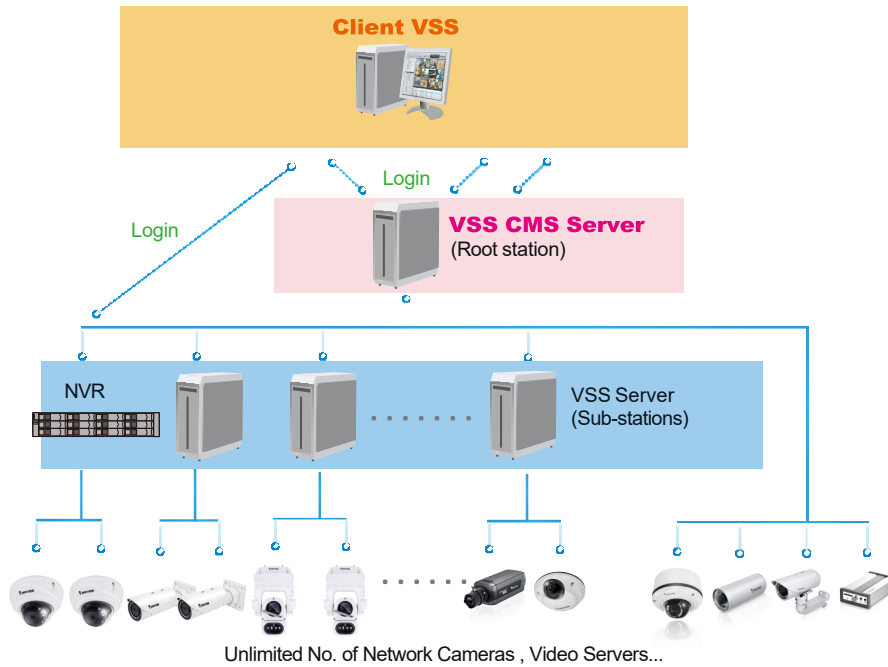 Client VSS
Login
Login
VSS CMS Server
(Root station)
NVR
VSS Server
(Sub-stations)
Unlimited No. of Network Cameras , Video Servers...